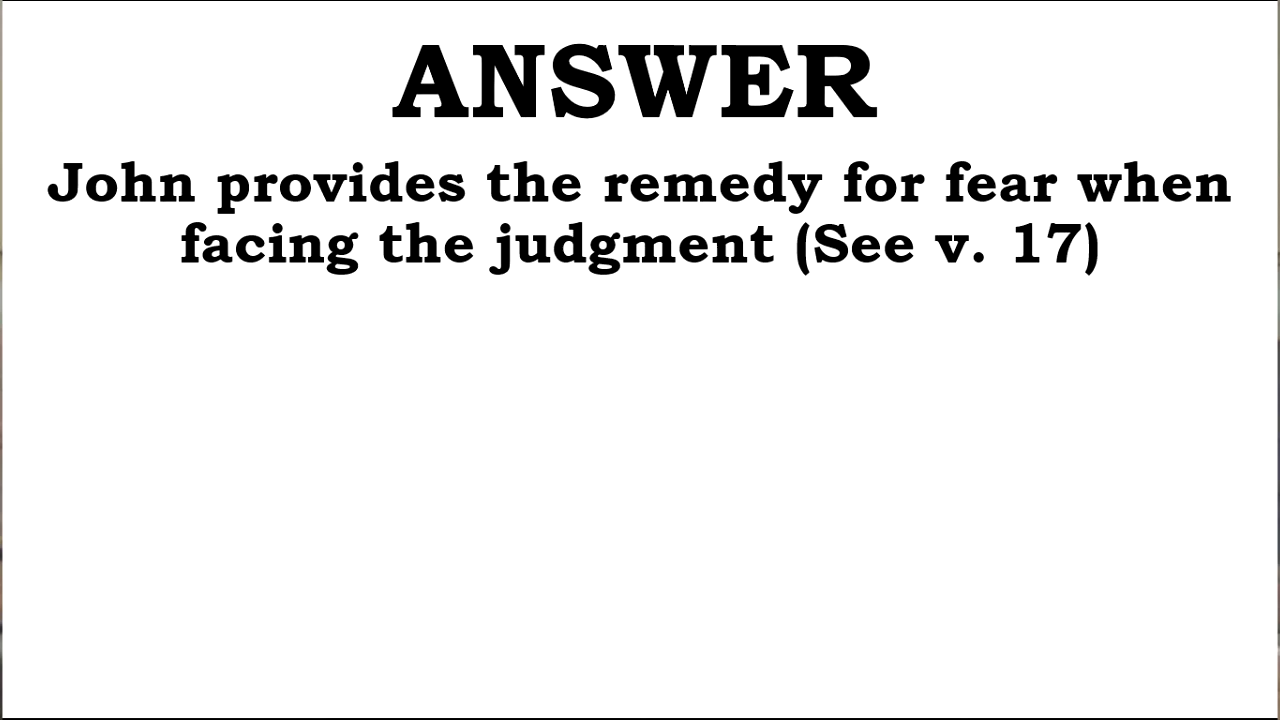 ANSWER
John provides the remedy for fear when
facing the judgment (See v. 17)